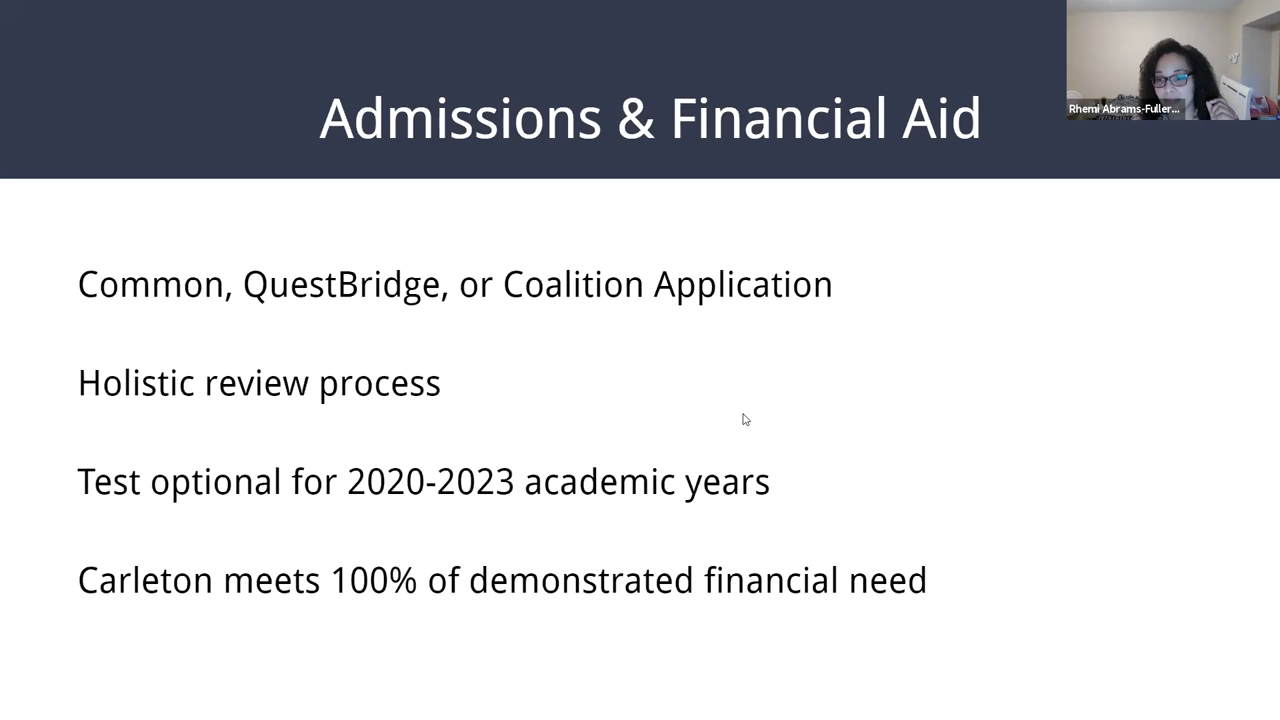 Admissions & Financial Aid
Rhemi Abrams-Fuller...
Common, QuestBridge, or Coalition Application
Holistic review process
Test optional for 2020-2023 academic years
Carleton meets 100% of demonstrated financial need